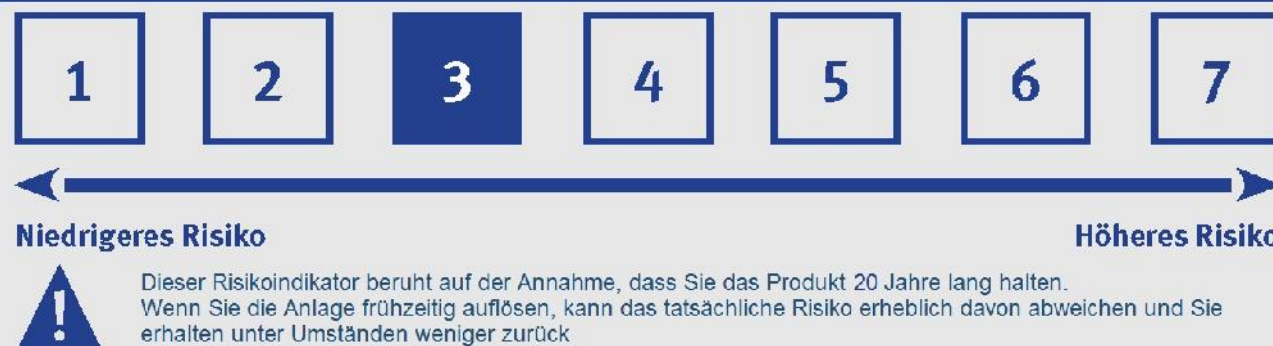 1 2 3 4 5 6 7
Niedrigeres Risiko Höheres Risiko
Dieser Risikoindikator beruht auf der Annahme, dass Sie das Produkt 20 Jahre lang halten.
Wenn Sie die Anlage frühzeitig auflösen, kann das tatsächliche Risiko erheblich davon abweichen und Sie
erhalten unter Umständen weniger zurück